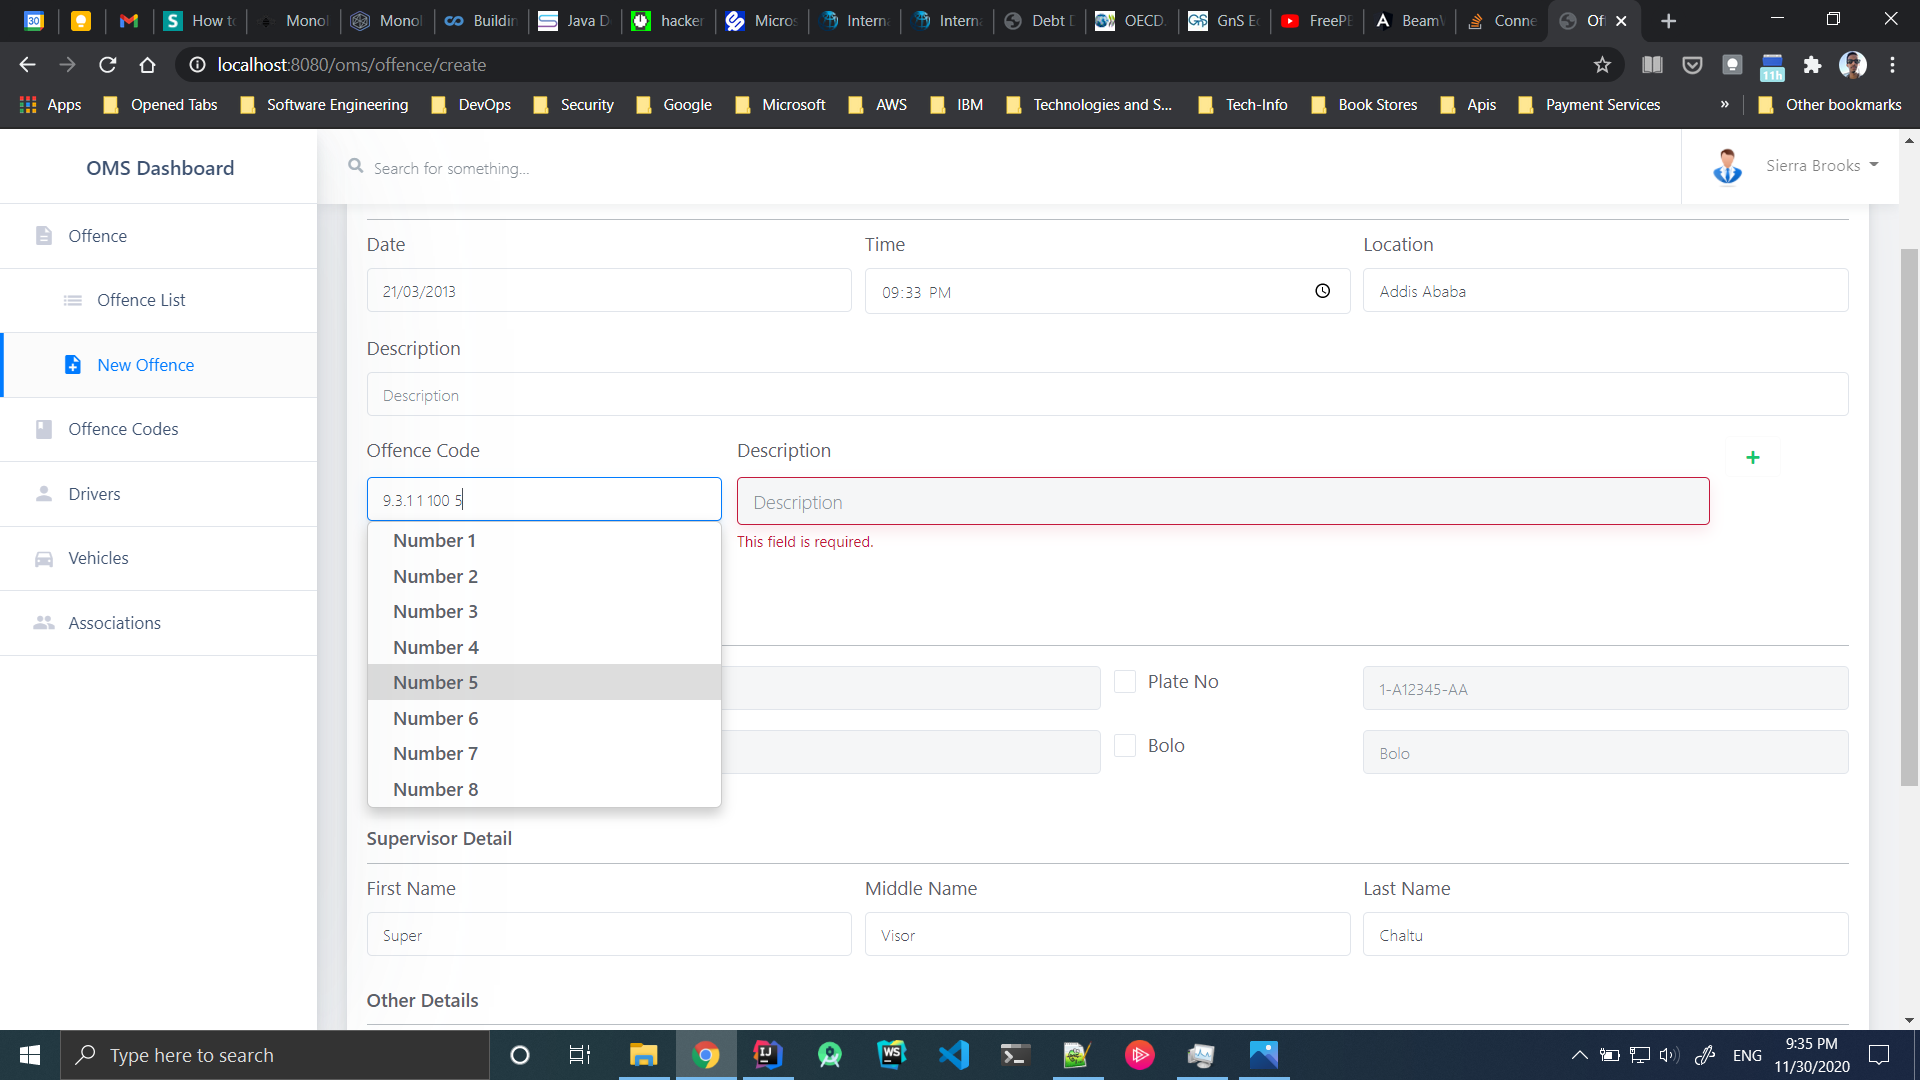 How to
Monol
Monol
Buildin
Java D
hacker
Micros
Interna
Interna
Debt D
OECD.
GnS Ec
FreePB
BeamW
Conne
Off
localhost:8080/oms/offence/create
11h
Apps
Opened Tabs
Software Engineering
DevOps
Security
Google
Microsoft
AWS
IBM
Technologies and S...
Tech-Info
Book Stores
Apis
Payment Services
»
Other bookmarks
OMS Dashboard
Search for something...
Sierra Brooks
Offence
Offence List
New Offence
Offence Codes
Drivers
Vehicles
Associations
Date
Time
Location
21/03/2013
09:33 PM
Addis Ababa
Description
Description
Offence Code
Description
+
9.3.1 1 100 5
Description
This field is required.
Number 1
Number 2
Number 3
Number 4
Number 5
Number 6
Number 7
Number 8
Plate No
1-A12345-AA
Bolo
Bolo
Supervisor Detail
First Name
Middle Name
Last Name
Super
Visor
Chaltu
Other Details
Type here to search
ENG
9:35 PM
11/30/2020